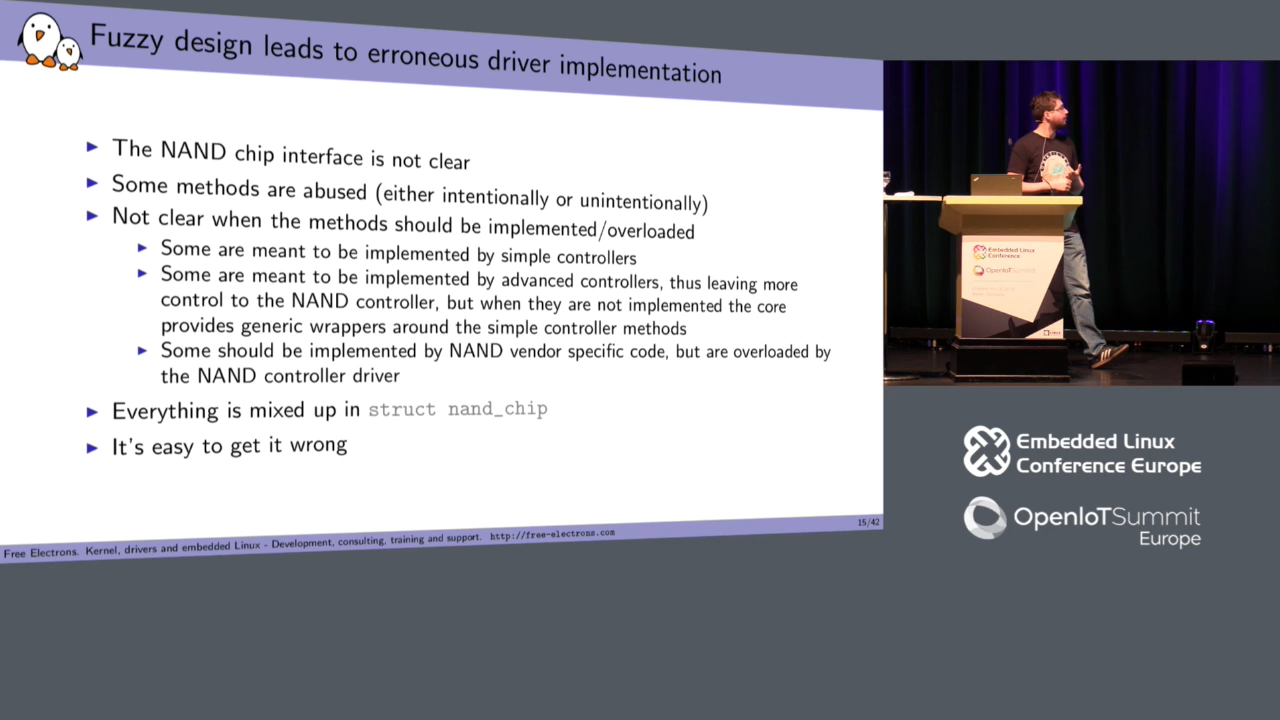 Fuzzy design leads to erroneous driver implementation
The NAND chip interface is not clear
Some methods are abused (either intentionally or unintentionally)
Not clear when the methods should be implemented/overloaded
Some are meant to be implemented by simple controllers
Some are meant to be implemented by advanced controllers, thus leaving more
control to the NAND controller, but when they are not implemented the core
provides generic wrappers around the simple controller methods
Some should be implemented by NAND vendor specific code, but are overloaded by
the NAND controller driver
Everything is mixed up in struct nand_chip
It's easy to get it wrong
15/42
Free Electrons. Kernel, drivers and embedded Linux - Development, consulting, training and support. http://free-electrons.com
Embedded Linux
Conference
OpenIoTSummit
Embedded Linux
Conference Europe
OpenIoTSummit
Europe